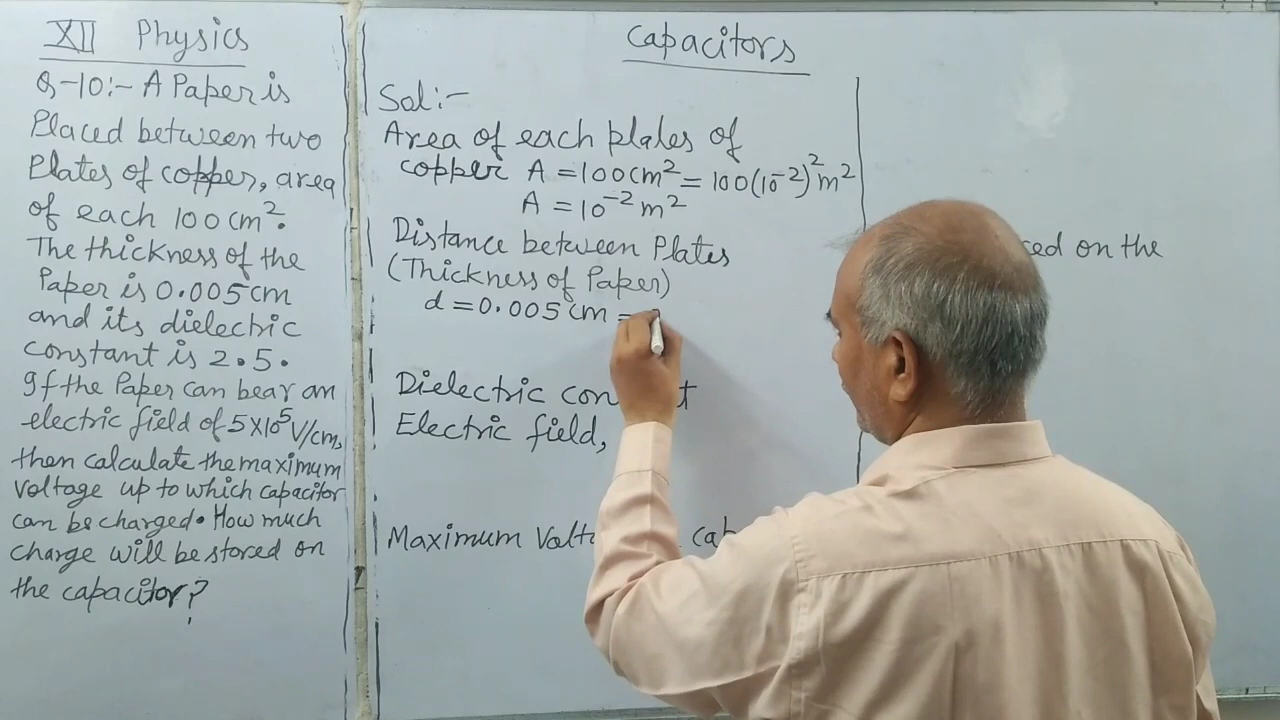 XII Physics
Q-10:- A Paper is
Placed between two
Plates of copper, area
of each 100 cm².
The thickness of the
Paper is 0.005 cm
and its dielectric
constant is 2.5.
If the Paper can bear an
electric field of 5×10⁵ V/cm,
then calculate the maximum
voltage up to which capacitor
can be charged. How much
charge will be stored on
the capacitor?
Capacitors
Sol:-
Area of each plates of
copper A = 100 cm² = 100(10⁻²)² m²
A = 10⁻² m²
Distance between Plates
(Thickness of Paper)
d = 0.005 cm =
Dielectric
Electric field,
Maximum
on the